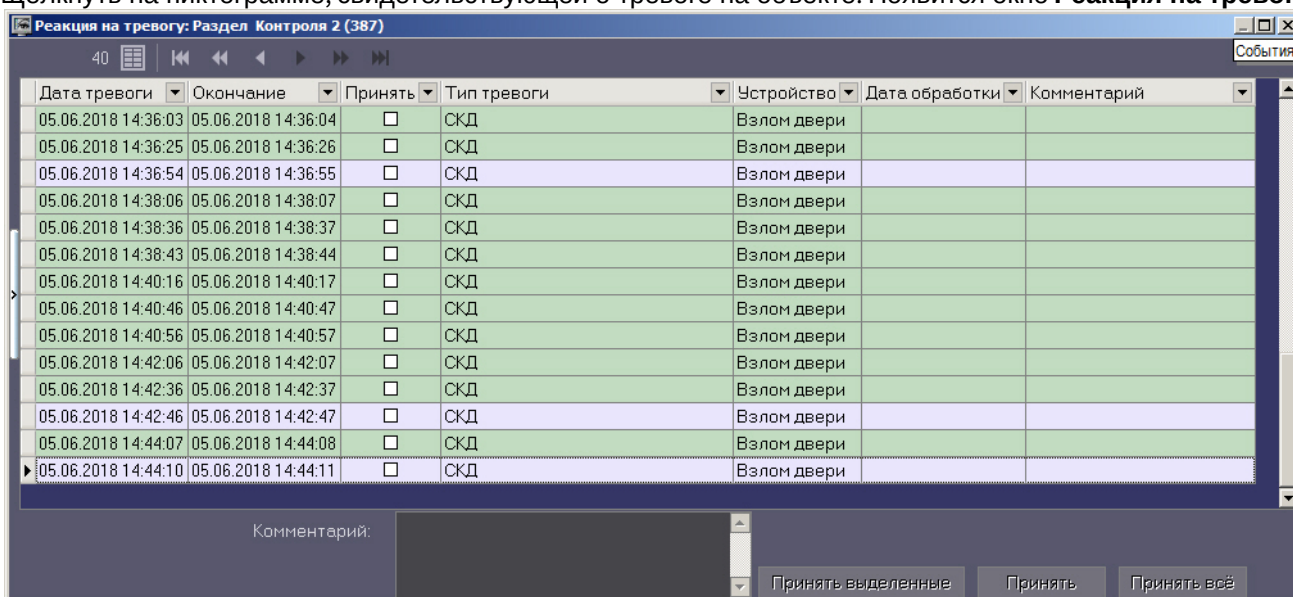 щелкнуть на пиктограмме, свидетельствующей о тревоге на объекте. Появится окно Реакция на тревог
Реакция на тревогу: Раздел Контроля 2 (387)
События
40
Дата тревоги Окончание Принять Тип тревоги Устройство Дата обработки Комментарий
05.06.2018 14:36:03 05.06.2018 14:36:04 СКД Взлом двери
05.06.2018 14:36:25 05.06.2018 14:36:26 СКД Взлом двери
05.06.2018 14:36:54 05.06.2018 14:36:55 СКД Взлом двери
05.06.2018 14:38:06 05.06.2018 14:38:07 СКД Взлом двери
05.06.2018 14:38:36 05.06.2018 14:38:37 СКД Взлом двери
05.06.2018 14:38:43 05.06.2018 14:38:44 СКД Взлом двери
05.06.2018 14:40:16 05.06.2018 14:40:17 СКД Взлом двери
05.06.2018 14:40:46 05.06.2018 14:40:47 СКД Взлом двери
05.06.2018 14:40:56 05.06.2018 14:40:57 СКД Взлом двери
05.06.2018 14:42:06 05.06.2018 14:42:07 СКД Взлом двери
05.06.2018 14:42:36 05.06.2018 14:42:37 СКД Взлом двери
05.06.2018 14:42:46 05.06.2018 14:42:47 СКД Взлом двери
05.06.2018 14:44:07 05.06.2018 14:44:08 СКД Взлом двери
05.06.2018 14:44:10 05.06.2018 14:44:11 СКД Взлом двери
Комментарий:
Принять выделенные Принять Принять всё